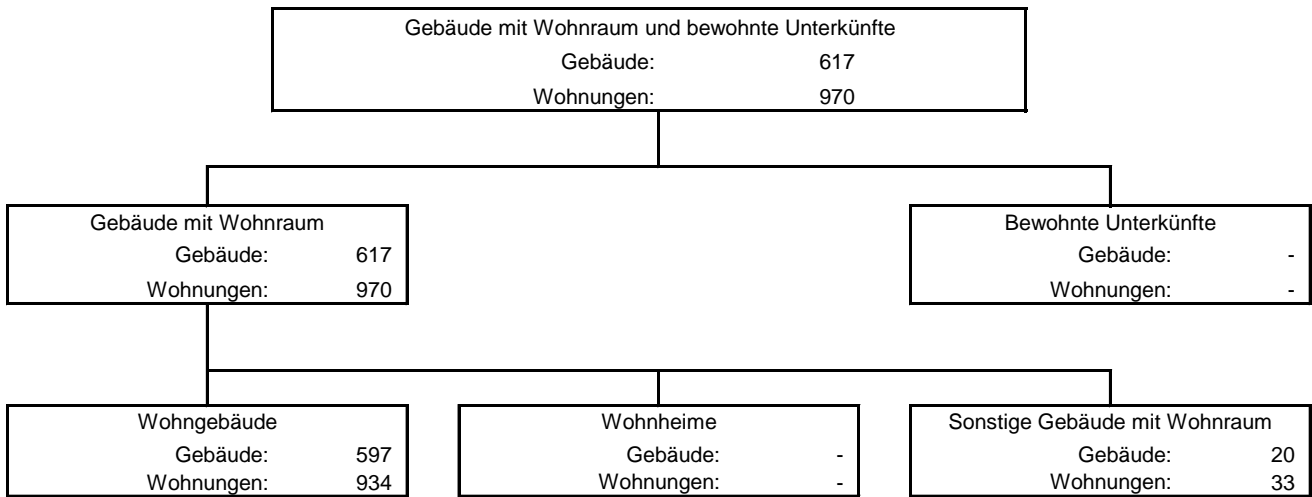 Gebäude mit Wohnraum und bewohnte Unterkünfte
Gebäude: 617
Wohnungen: 970
Gebäude mit Wohnraum
Gebäude: 617
Wohnungen: 970
Bewohnte Unterkünfte
Gebäude: -
Wohnungen: -
Wohngebäude
Gebäude: 597
Wohnungen: 934
Wohnheime
Gebäude: -
Wohnungen: -
Sonstige Gebäude mit Wohnraum
Gebäude: 20
Wohnungen: 33